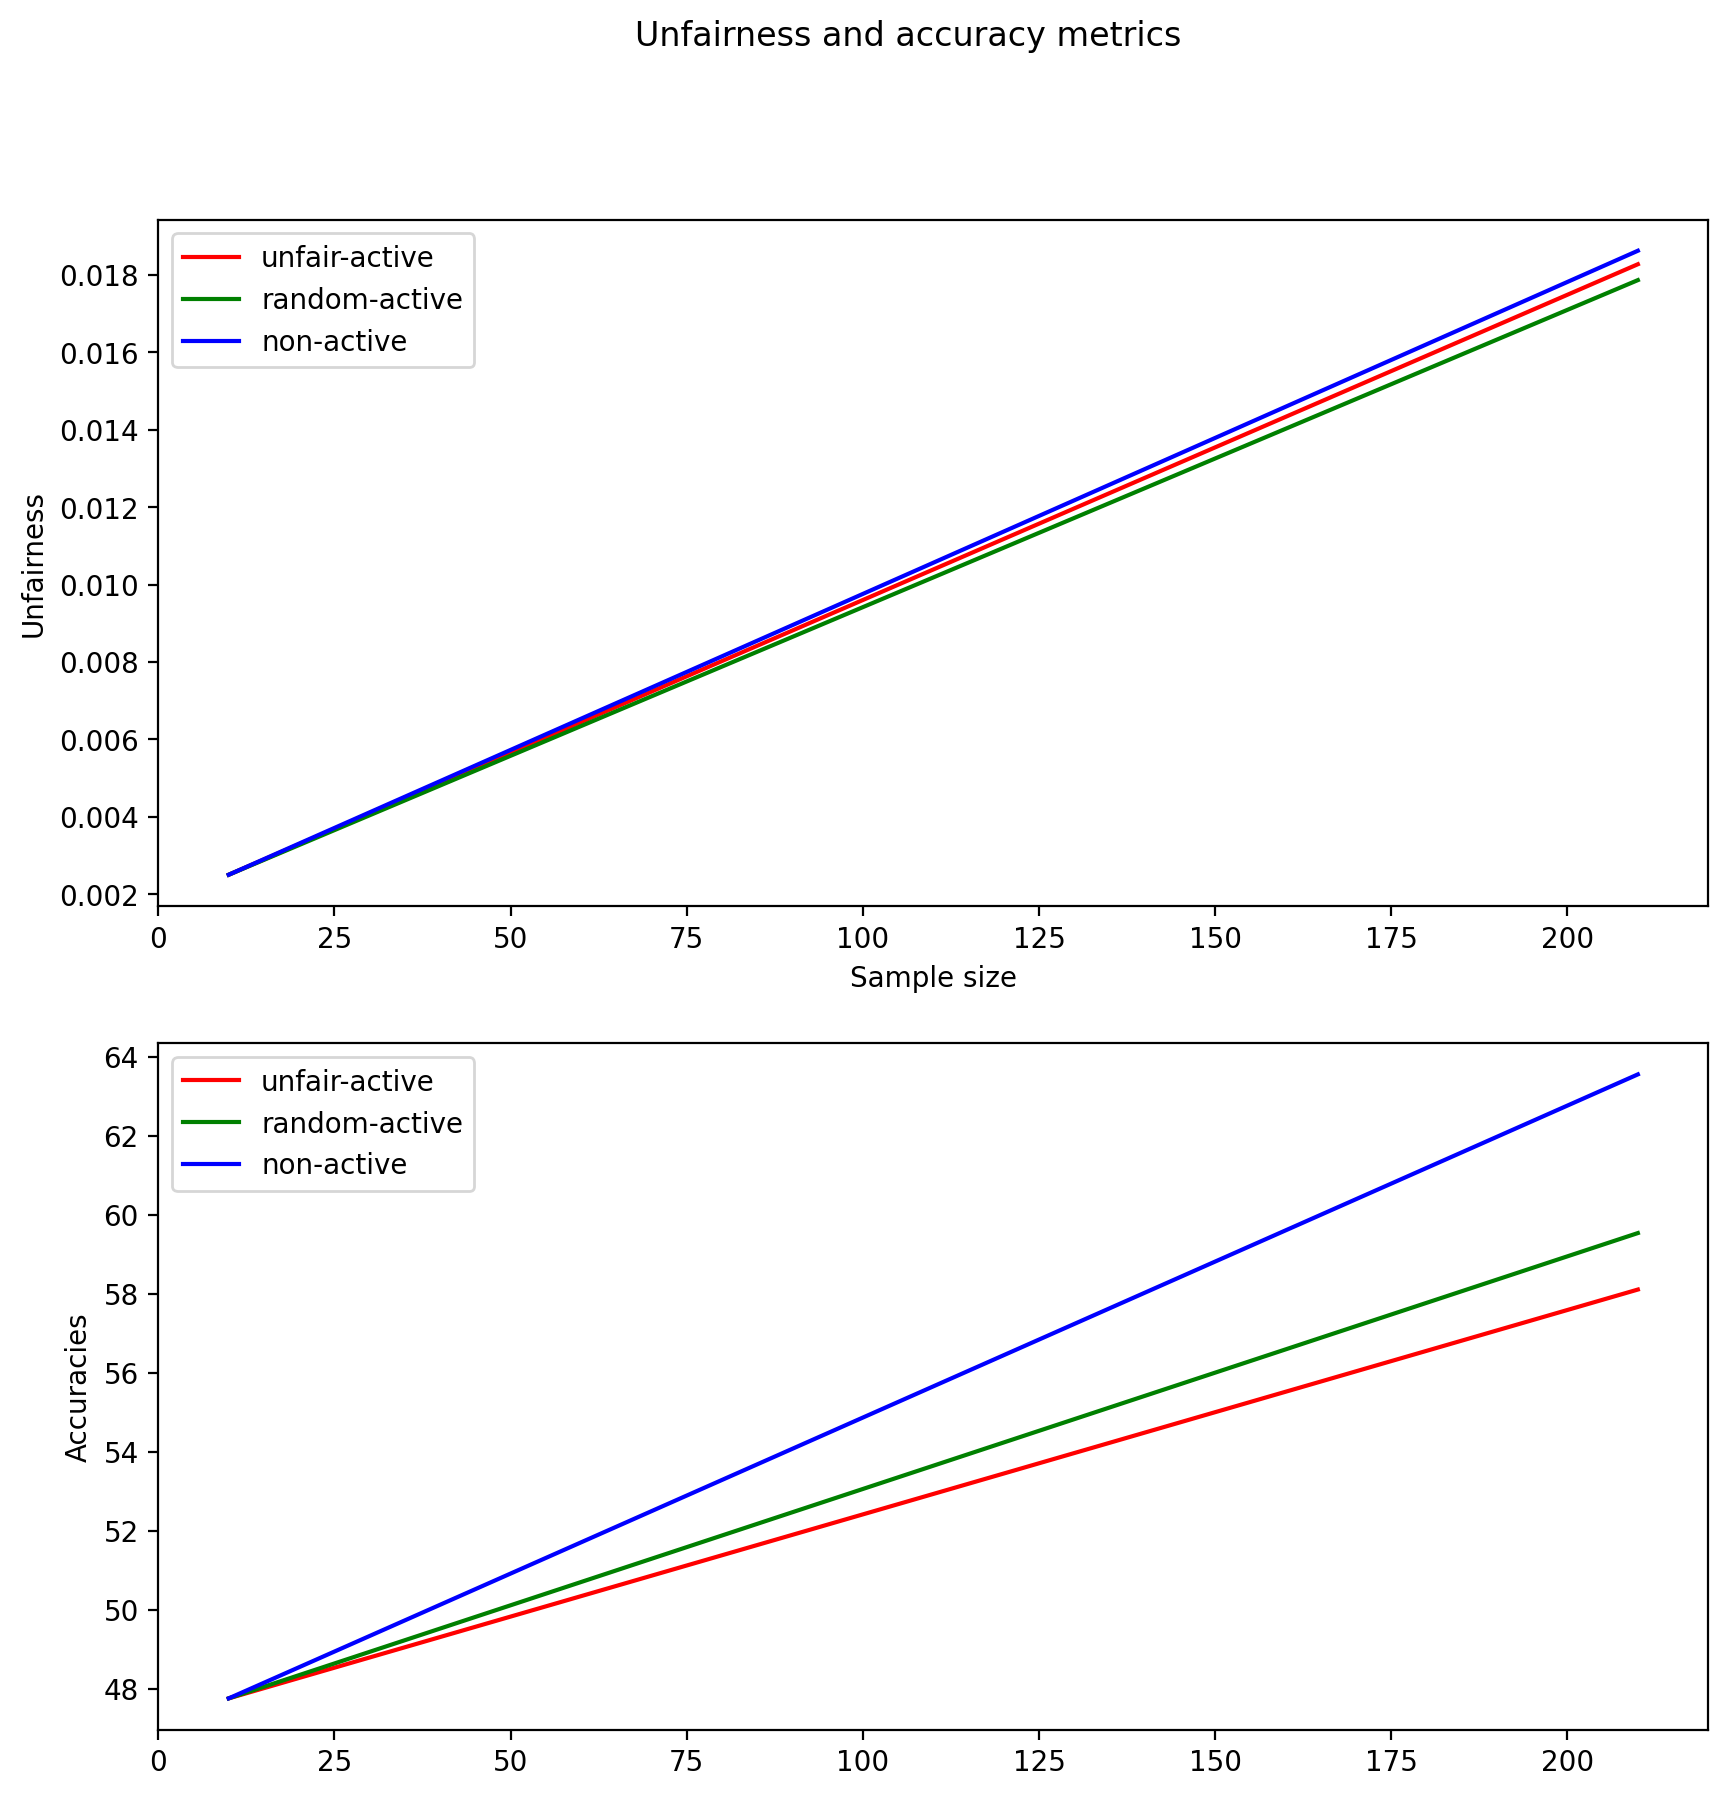 Unfairness and accuracy metrics
unfair-active
random-active
non-active
Unfairness
0.018
0.016
0.014
0.012
0.010
0.008
0.006
0.004
0.002
0 25 50 75 100 125 150 175 200
Sample size
unfair-active
random-active
non-active
Accuracies
64
62
60
58
56
54
52
50
48
0 25 50 75 100 125 150 175 200